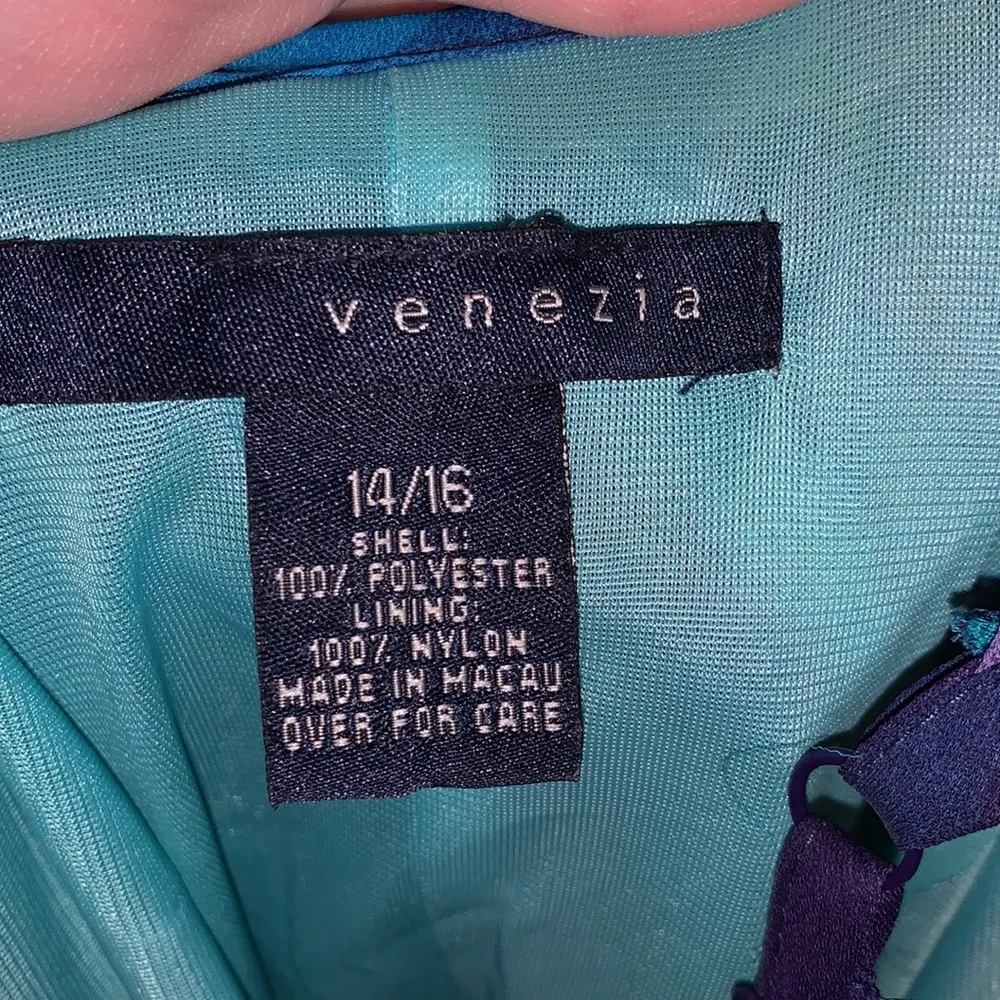 venezia
14/16
SHELL:
100% POLYESTER
LINING:
100% NYLON
MADE IN MACAU
OVER FOR CARE